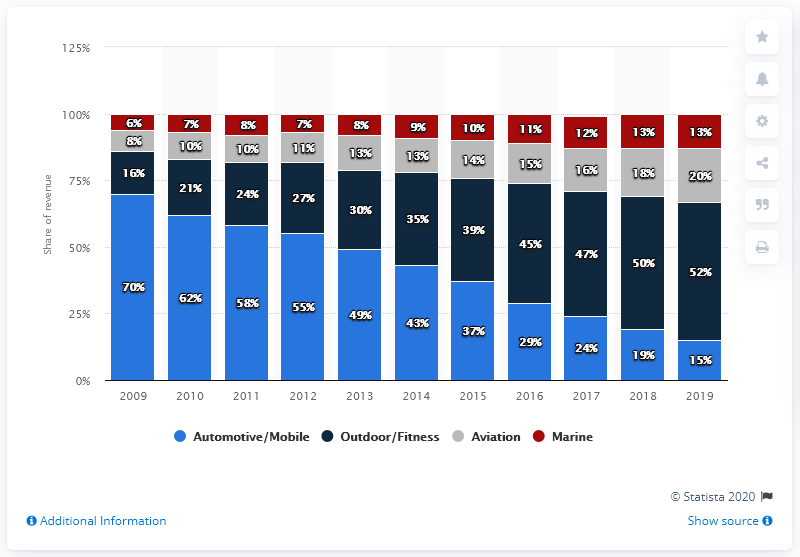 125%
100%
75%
50%
25%
0%
Share of revenue
6% 7% 8% 7% 8% 9% 10% 11% 12% 13% 13%
8% 10% 10% 11% 13% 13% 14% 15% 16% 18% 20%
16% 21% 24% 27% 30% 35% 39% 45% 47% 50% 52%
70% 62% 58% 55% 49% 43% 37% 29% 24% 19% 15%
2009 2010 2011 2012 2013 2014 2015 2016 2017 2018 2019
Automotive/Mobile Outdoor/Fitness Aviation Marine
© Statista 2020
Additional Information Show source